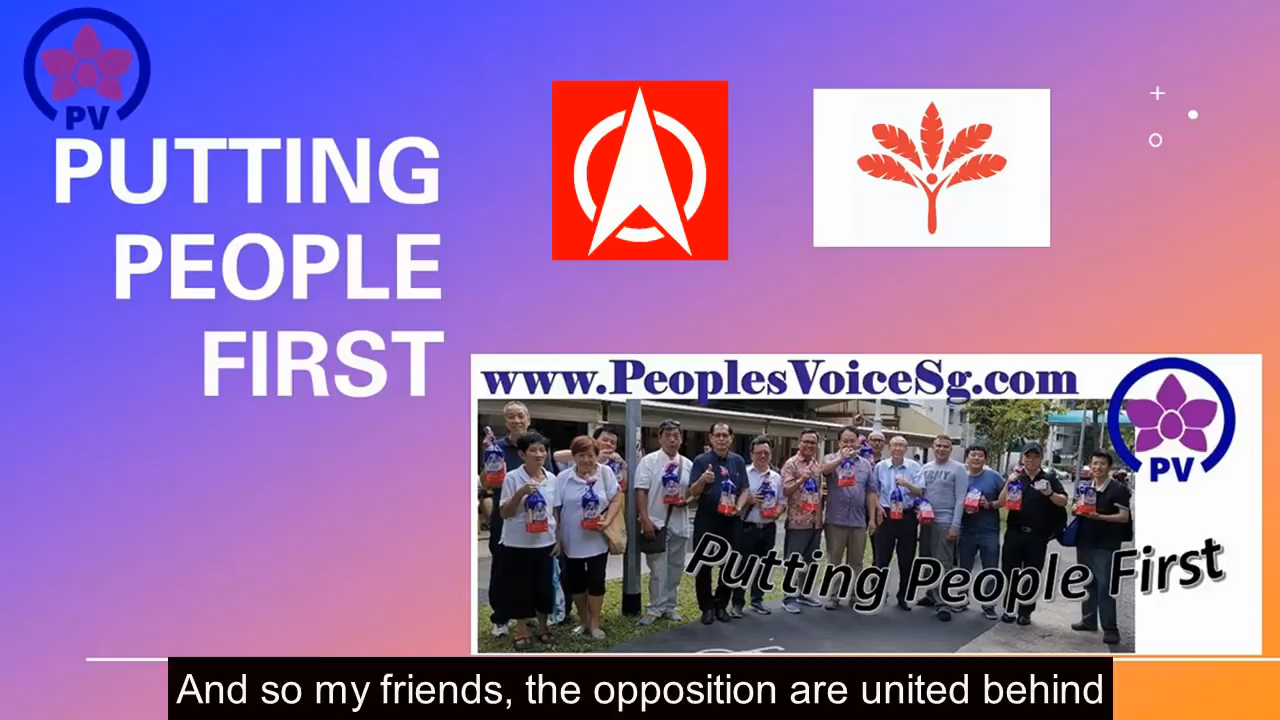 PV
PUTTING
PEOPLE
FIRST
www.PeoplesVoiceSg.com
PV
ARMY
Putting People First
And so my friends, the opposition are united behind